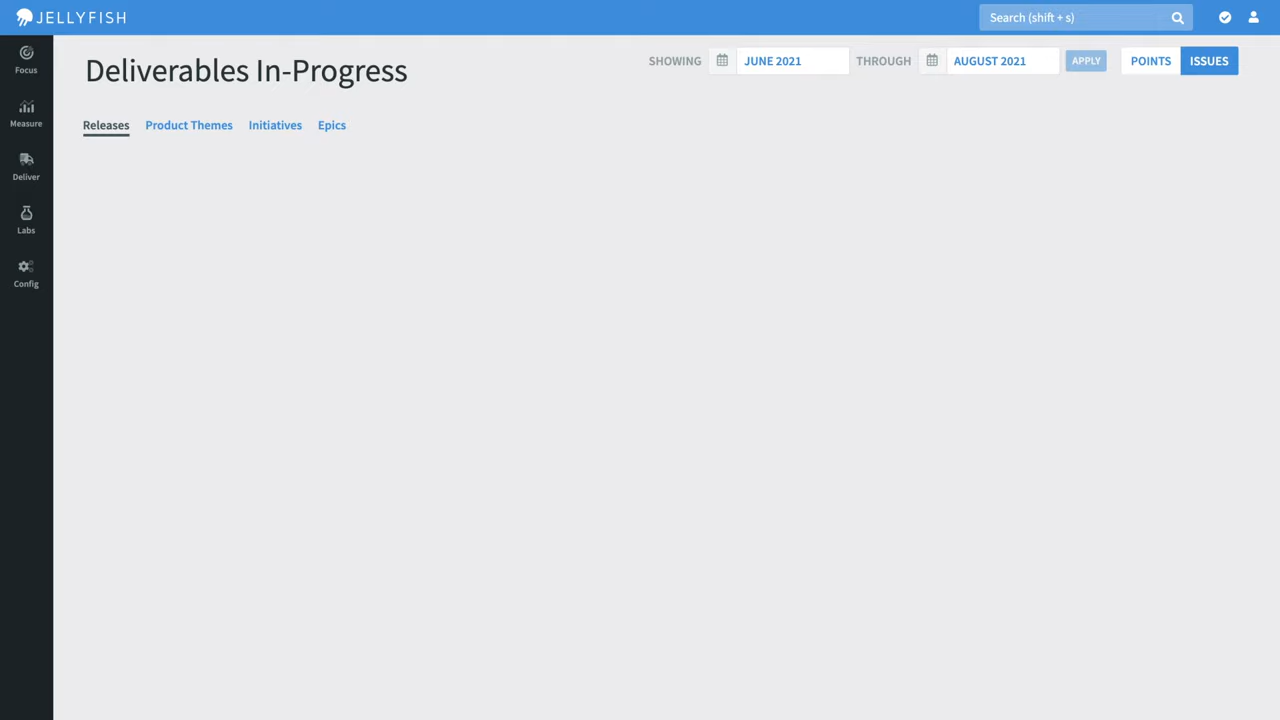 JELLYFISH
Search (shift + s)
Focus
Measure
Deliver
Labs
Config
Deliverables In-Progress
SHOWING JUNE 2021 THROUGH AUGUST 2021 APPLY POINTS ISSUES
Releases Product Themes Initiatives Epics